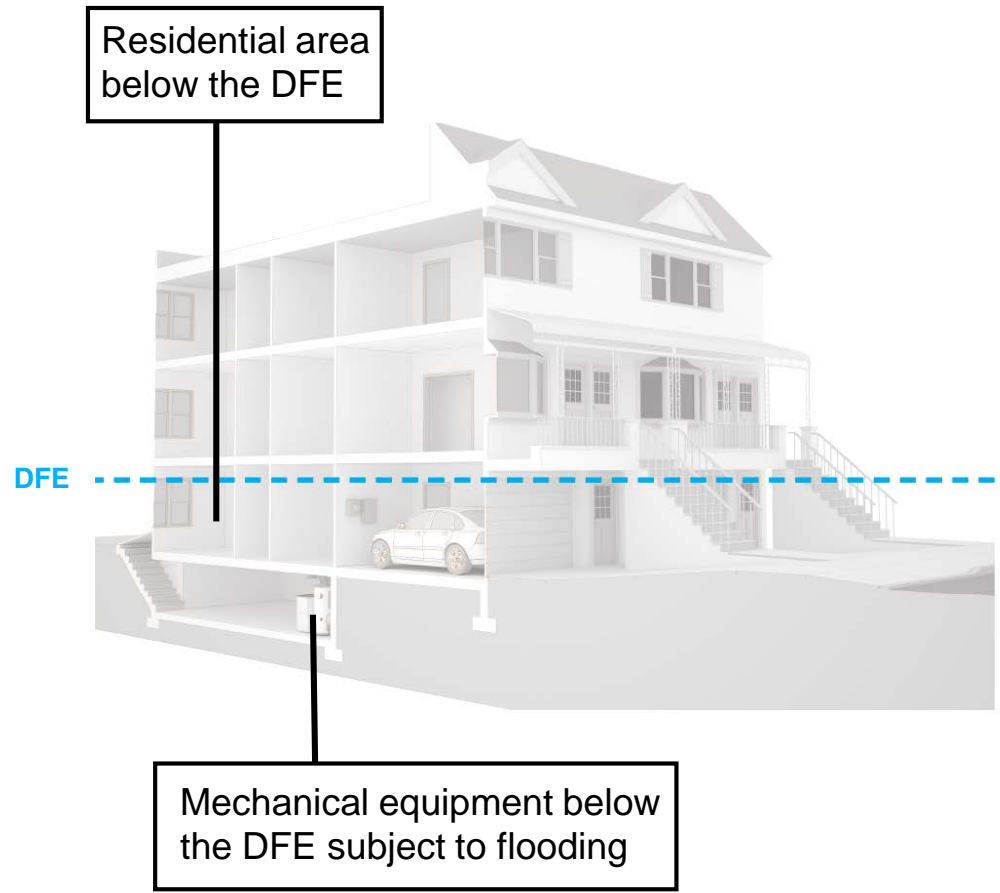 Residential area
below the DFE
DFE
Mechanical equipment below
the DFE subject to flooding